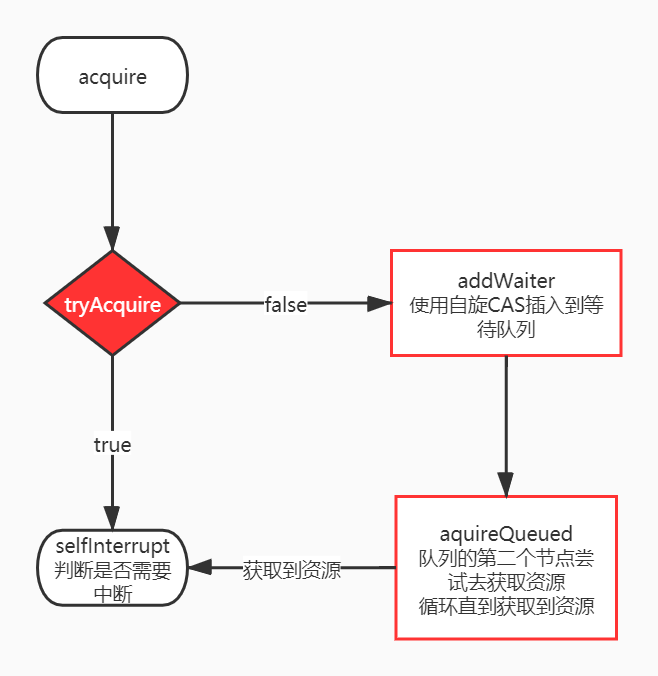 acquire
tryAcquire
false
addWaiter
使用自旋CAS插入到等
待队列
true
selfInterrupt
判断是否需要
中断
获取到资源
aquireQueued
队列的第二个节点尝
试去获取资源
循环直到获取到资源